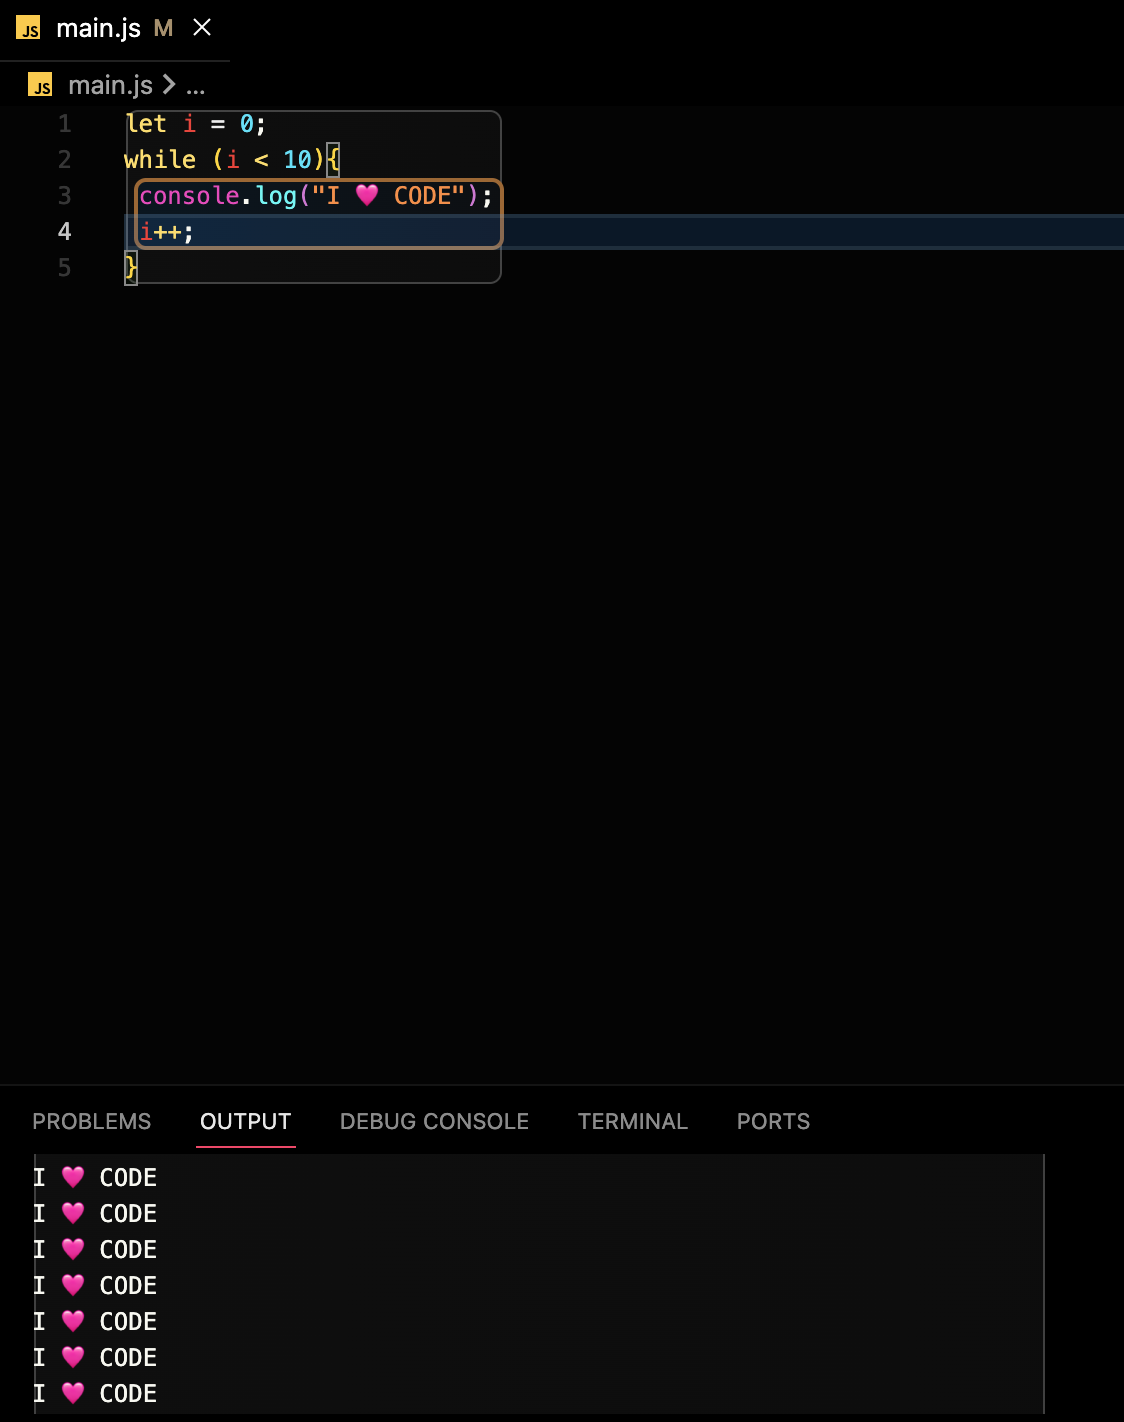 JS main.js M
JS main.js > ...
1 let i = 0;
2 while (i < 10){
3 console.log("I 💗 CODE");
4 i++;
5 }
PROBLEMS OUTPUT DEBUG CONSOLE TERMINAL PORTS
I 💗 CODE
I 💗 CODE
I 💗 CODE
I 💗 CODE
I 💗 CODE
I 💗 CODE
I 💗 CODE